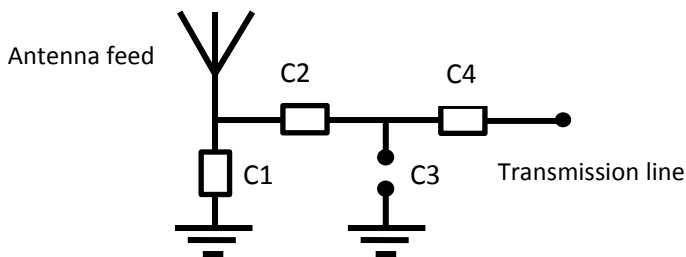 Antenna feed
C2
C4
C1
C3
Transmission line